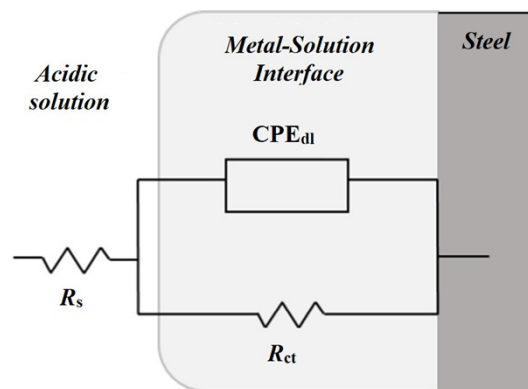 Acidic
solution
Metal-Solution
Interface
Steel
CPEdl
Rs
Rct